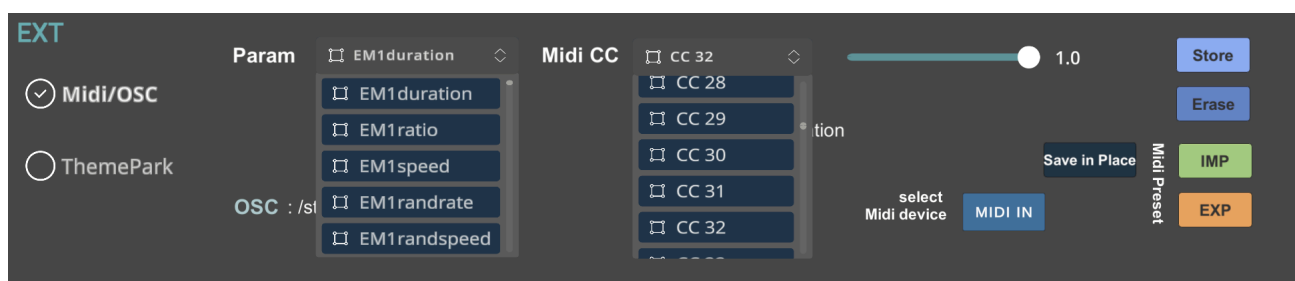 EXT
Param
EM1duration
Midi CC
CC 32
1.0
Store
Midi/OSC
EM1duration
CC 28
Erase
EM1ratio
CC 29
tion
ThemePark
EM1speed
CC 30
Save in Place
Midi Preset
IMP
OSC : /st
EM1randrate
CC 31
select
Midi device
MIDI IN
EXP
EM1randspeed
CC 32